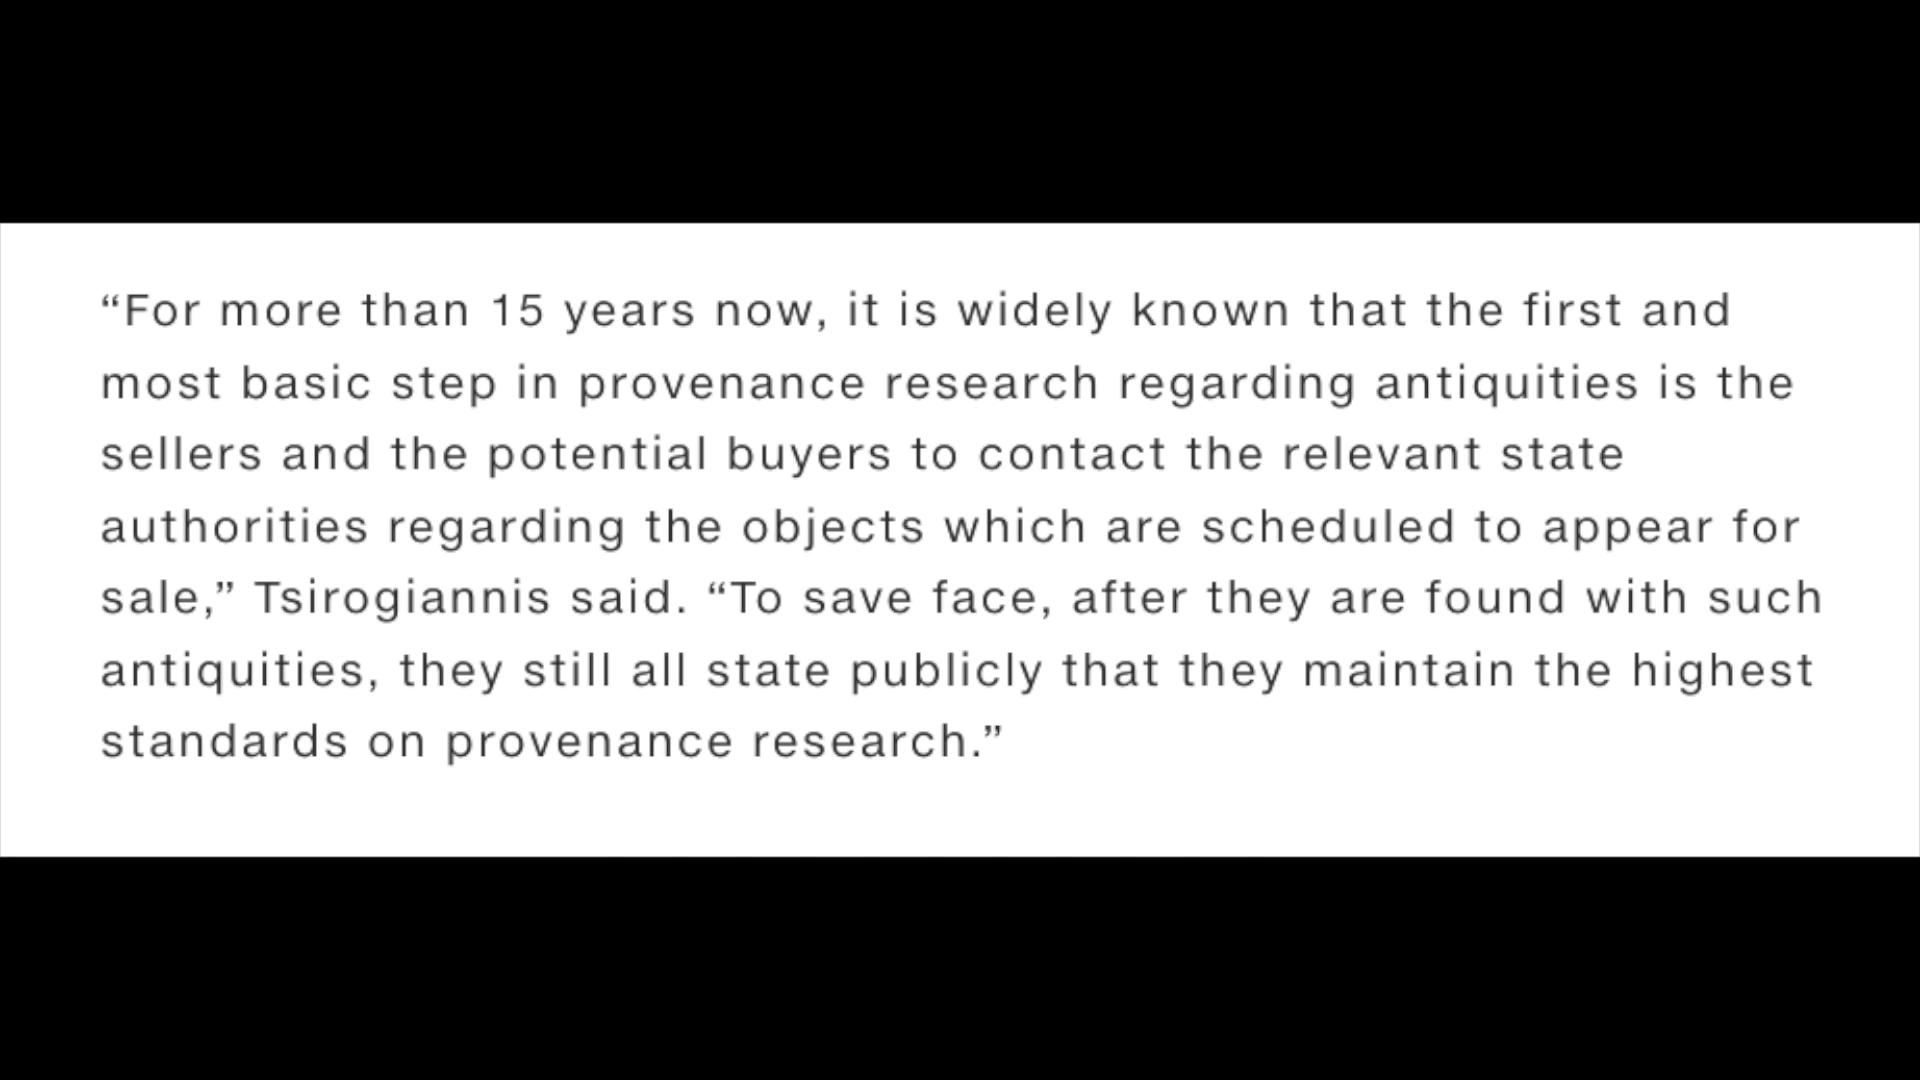 “For more than 15 years now, it is widely known that the first and
most basic step in provenance research regarding antiquities is the
sellers and the potential buyers to contact the relevant state
authorities regarding the objects which are scheduled to appear for
sale,” Tsirogiannis said. “To save face, after they are found with such
antiquities, they still all state publicly that they maintain the highest
standards on provenance research.”